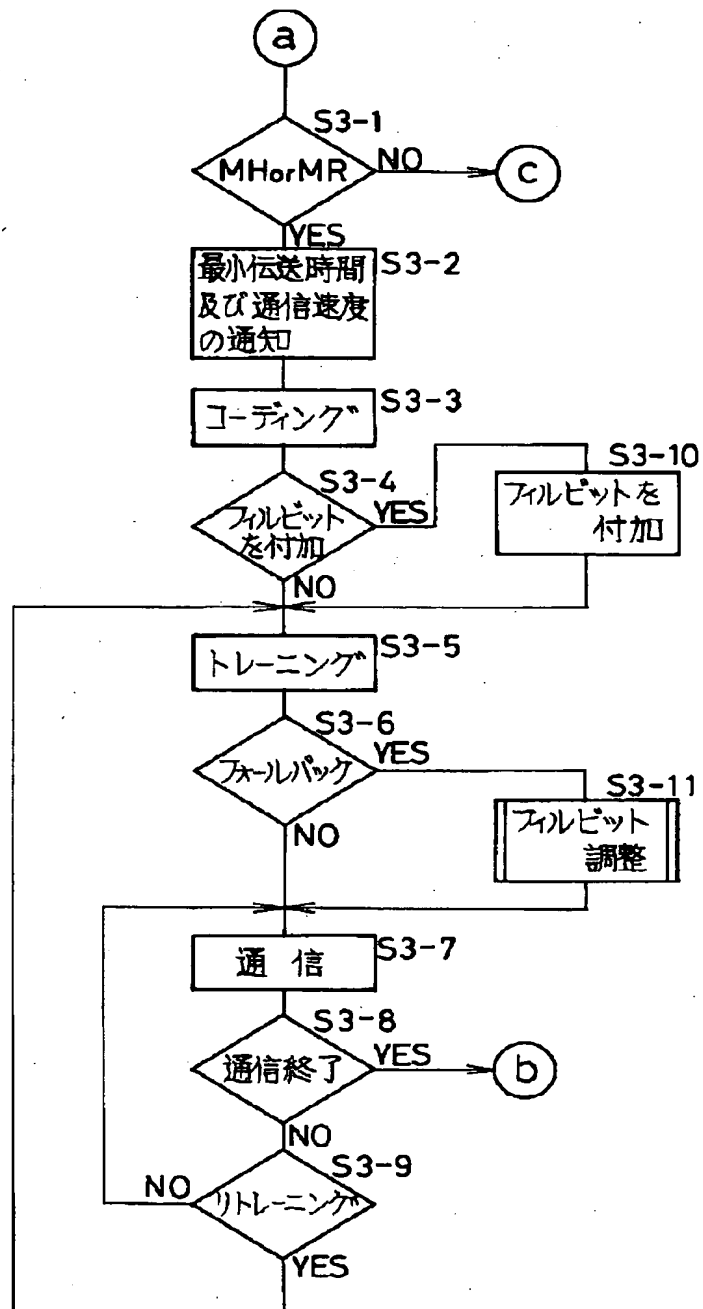 a
S3-1
MHorMR
NO
c
YES
最小伝送時間
及び通信速度
の通知
S3-2
コーディング
S3-3
S3-4
フィルビット
を付加
YES
S3-10
フィルビットを
付加
NO
トレーニング
S3-5
S3-6
フォールバック
YES
S3-11
フィルビット
調整
NO
通信
S3-7
S3-8
通信終了
YES
b
NO
S3-9
リトレーニング
NO
YES